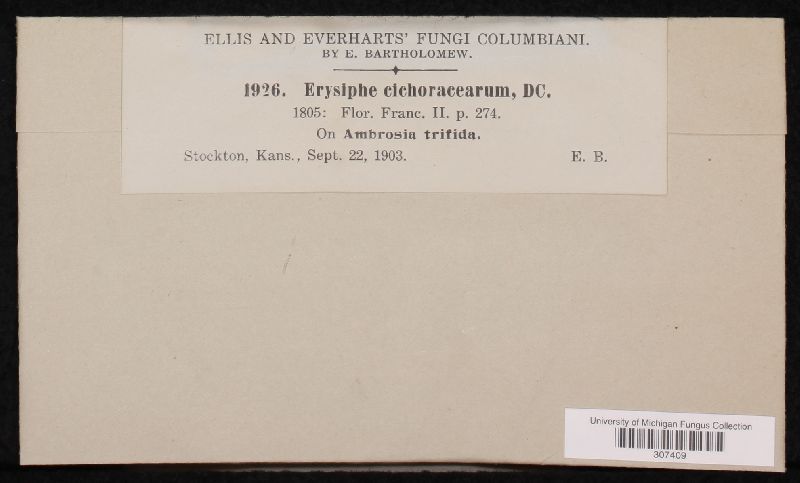 ELLIS AND EVERHARTS' FUNGI COLUMBIANI.
BY E. BARTHOLOMEW.
1926. Erysiphe cichoracearum, DC.
1805: Flor. Franc. II. p. 274.
On Ambrosia trifida.
Stockton, Kans., Sept. 22, 1903. E. B.
University of Michigan Fungus Collection
307409